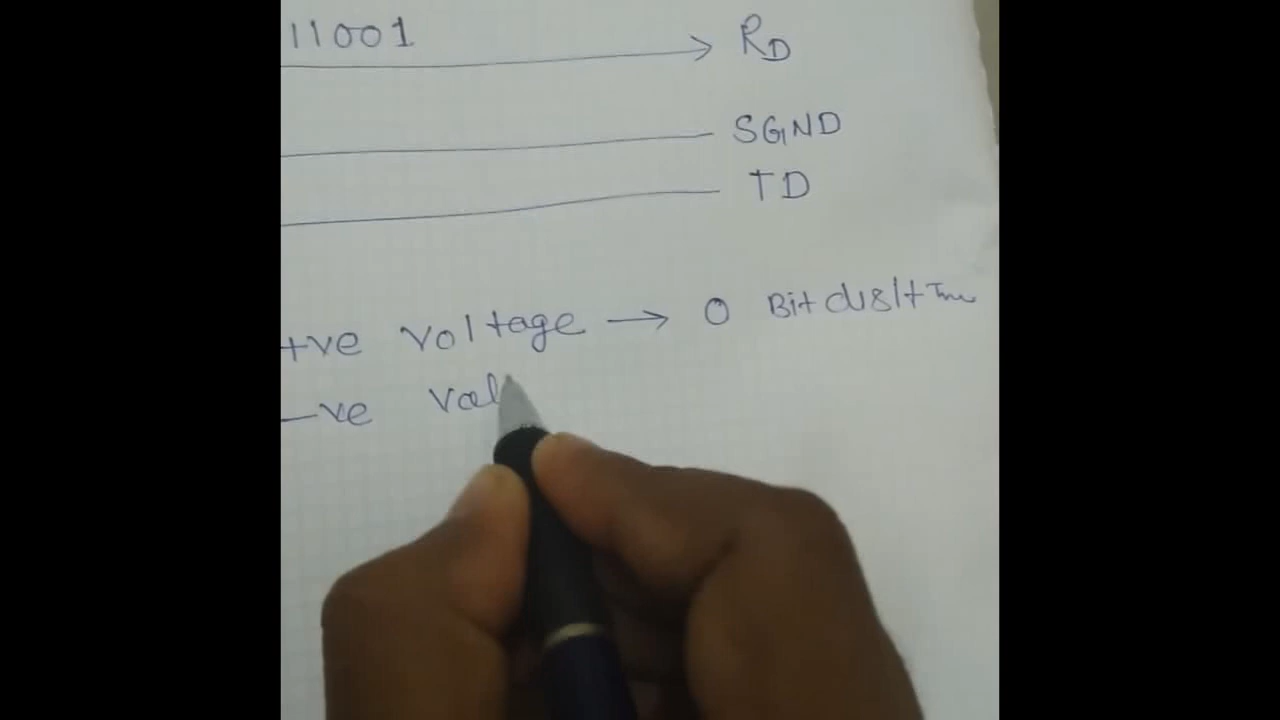 11001
RD
SGND
TD
+ve voltage → 0 Bit
-ve vol